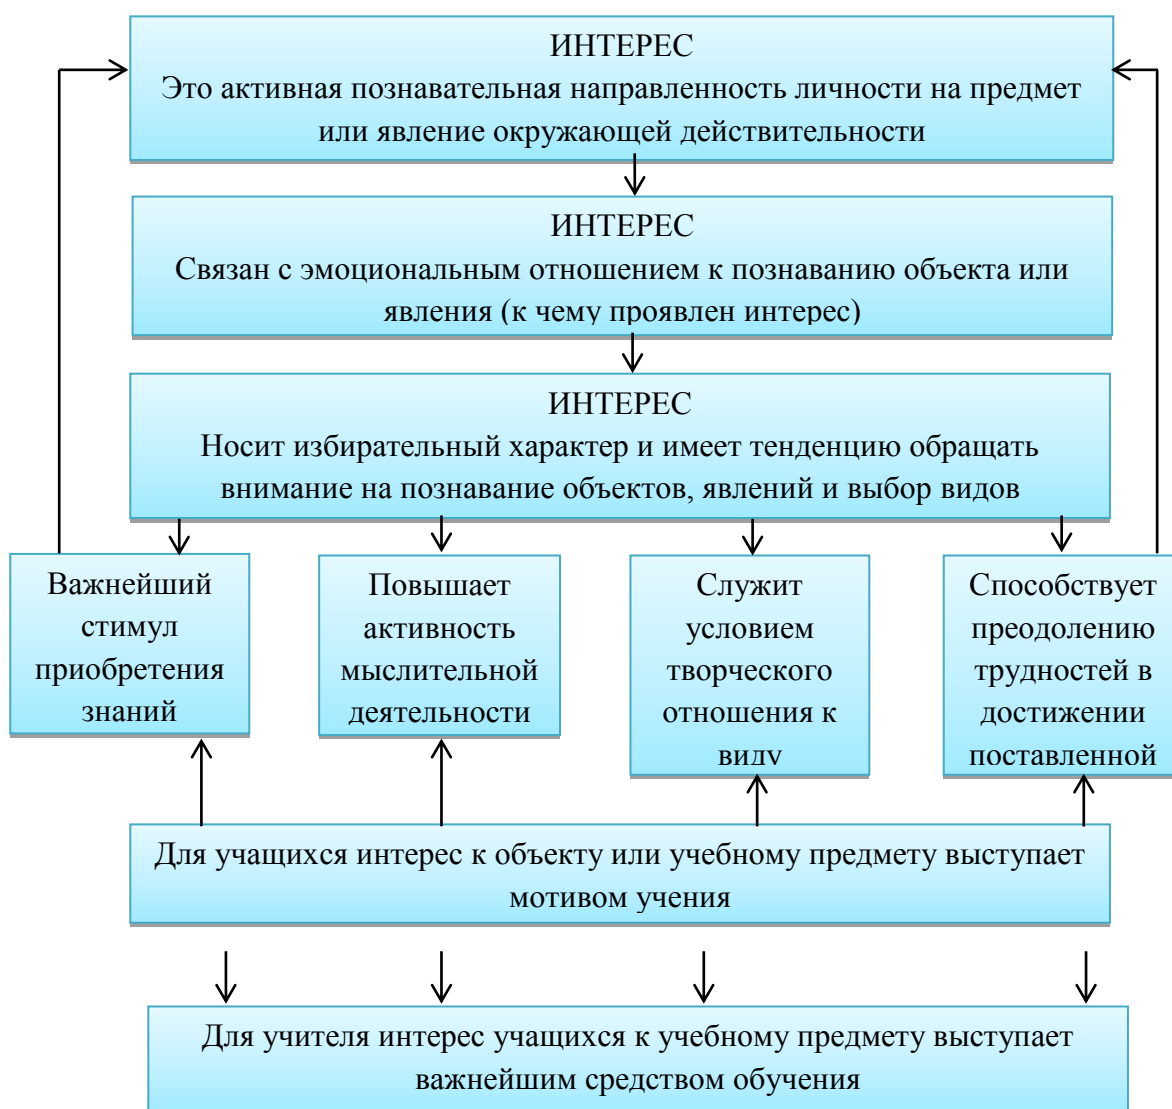 ИНТЕРЕС
Это активная познавательная направленность личности на предмет
или явление окружающей действительности
ИНТЕРЕС
Связан с эмоциональным отношением к познаванию объекта или
явления (к чему проявлен интерес)
ИНТЕРЕС
Носит избирательный характер и имеет тенденцию обращать
внимание на познавание объектов, явлений и выбор видов
Важнейший
стимул
приобретения
знаний
Повышает
активность
мыслительной
деятельности
Служит
условием
творческого
отношения к
виду
Способствует
преодолению
трудностей в
достижении
поставленной
Для учащихся интерес к объекту или учебному предмету выступает
мотивом учения
Для учителя интерес учащихся к учебному предмету выступает
важнейшим средством обучения